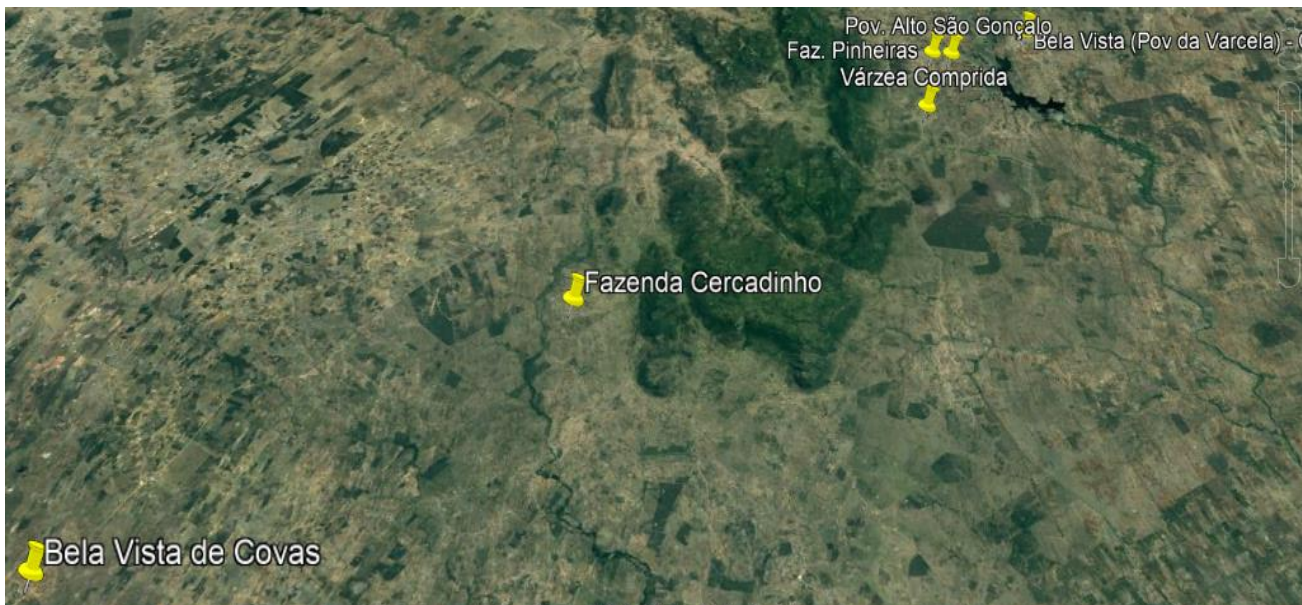 Pov. Alto São Gonçalo
Bela Vista (Pov da Varcela) -
Faz. Pinheiras
Várzea Comprida
Fazenda Cercadinho
Bela Vista de Covas